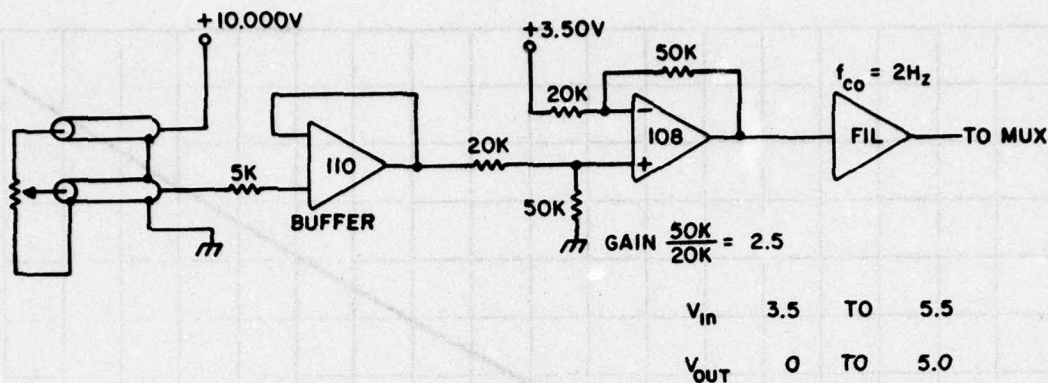 +10.000V
+3.50V
50K
20K
f_co = 2Hz
108
FIL
TO MUX
110
20K
5K
50K
BUFFER
GAIN 50K/20K = 2.5
V_in 3.5 TO 5.5
V_OUT 0 TO 5.0